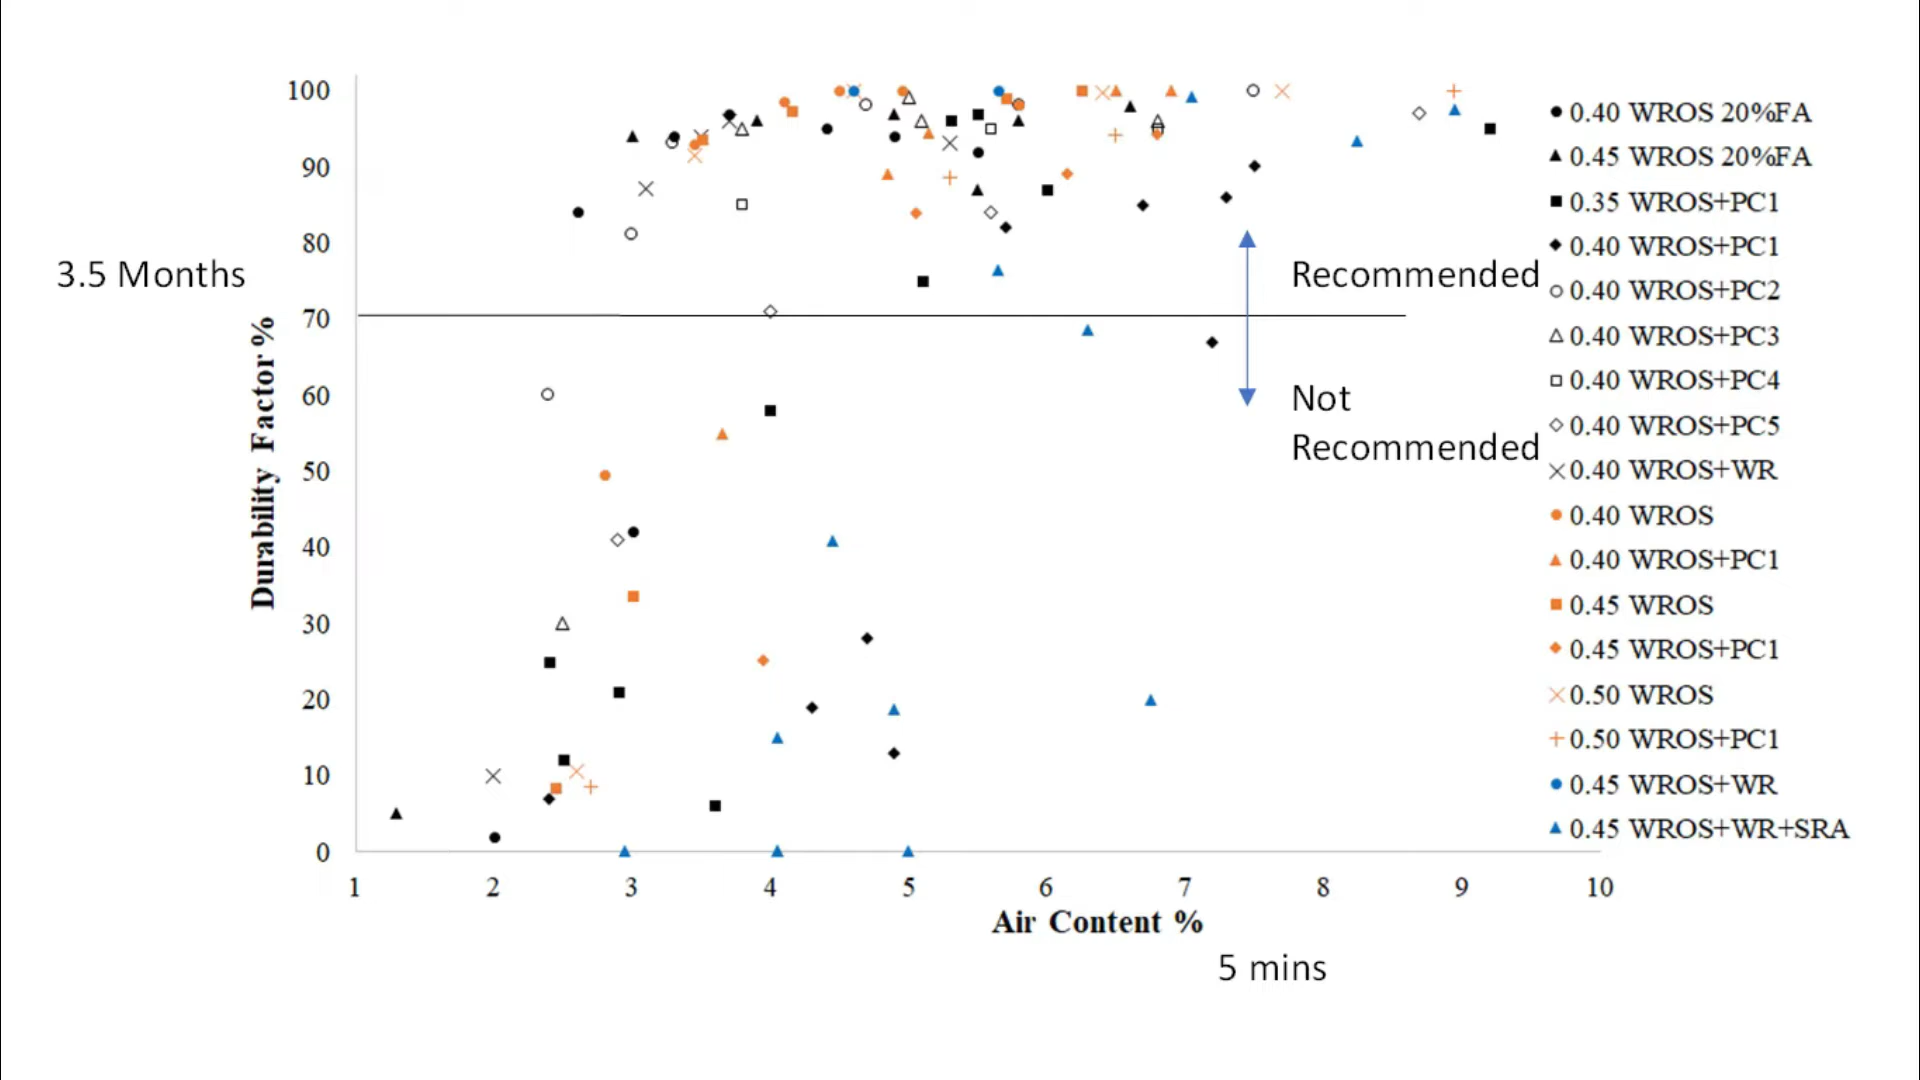 100
90
80
70
60
50
40
30
20
10
0
3.5 Months
Durability Factor %
Recommended
Not
Recommended
0.40 WROS 20%FA
0.45 WROS 20%FA
0.35 WROS+PC1
0.40 WROS+PC1
0.40 WROS+PC2
0.40 WROS+PC3
0.40 WROS+PC4
0.40 WROS+PC5
0.40 WROS+WR
0.40 WROS
0.40 WROS+PC1
0.45 WROS
0.45 WROS+PC1
0.50 WROS
0.50 WROS+PC1
0.45 WROS+WR
0.45 WROS+WR+SRA
1 2 3 4 5 6 7 8 9 10
Air Content %
5 mins